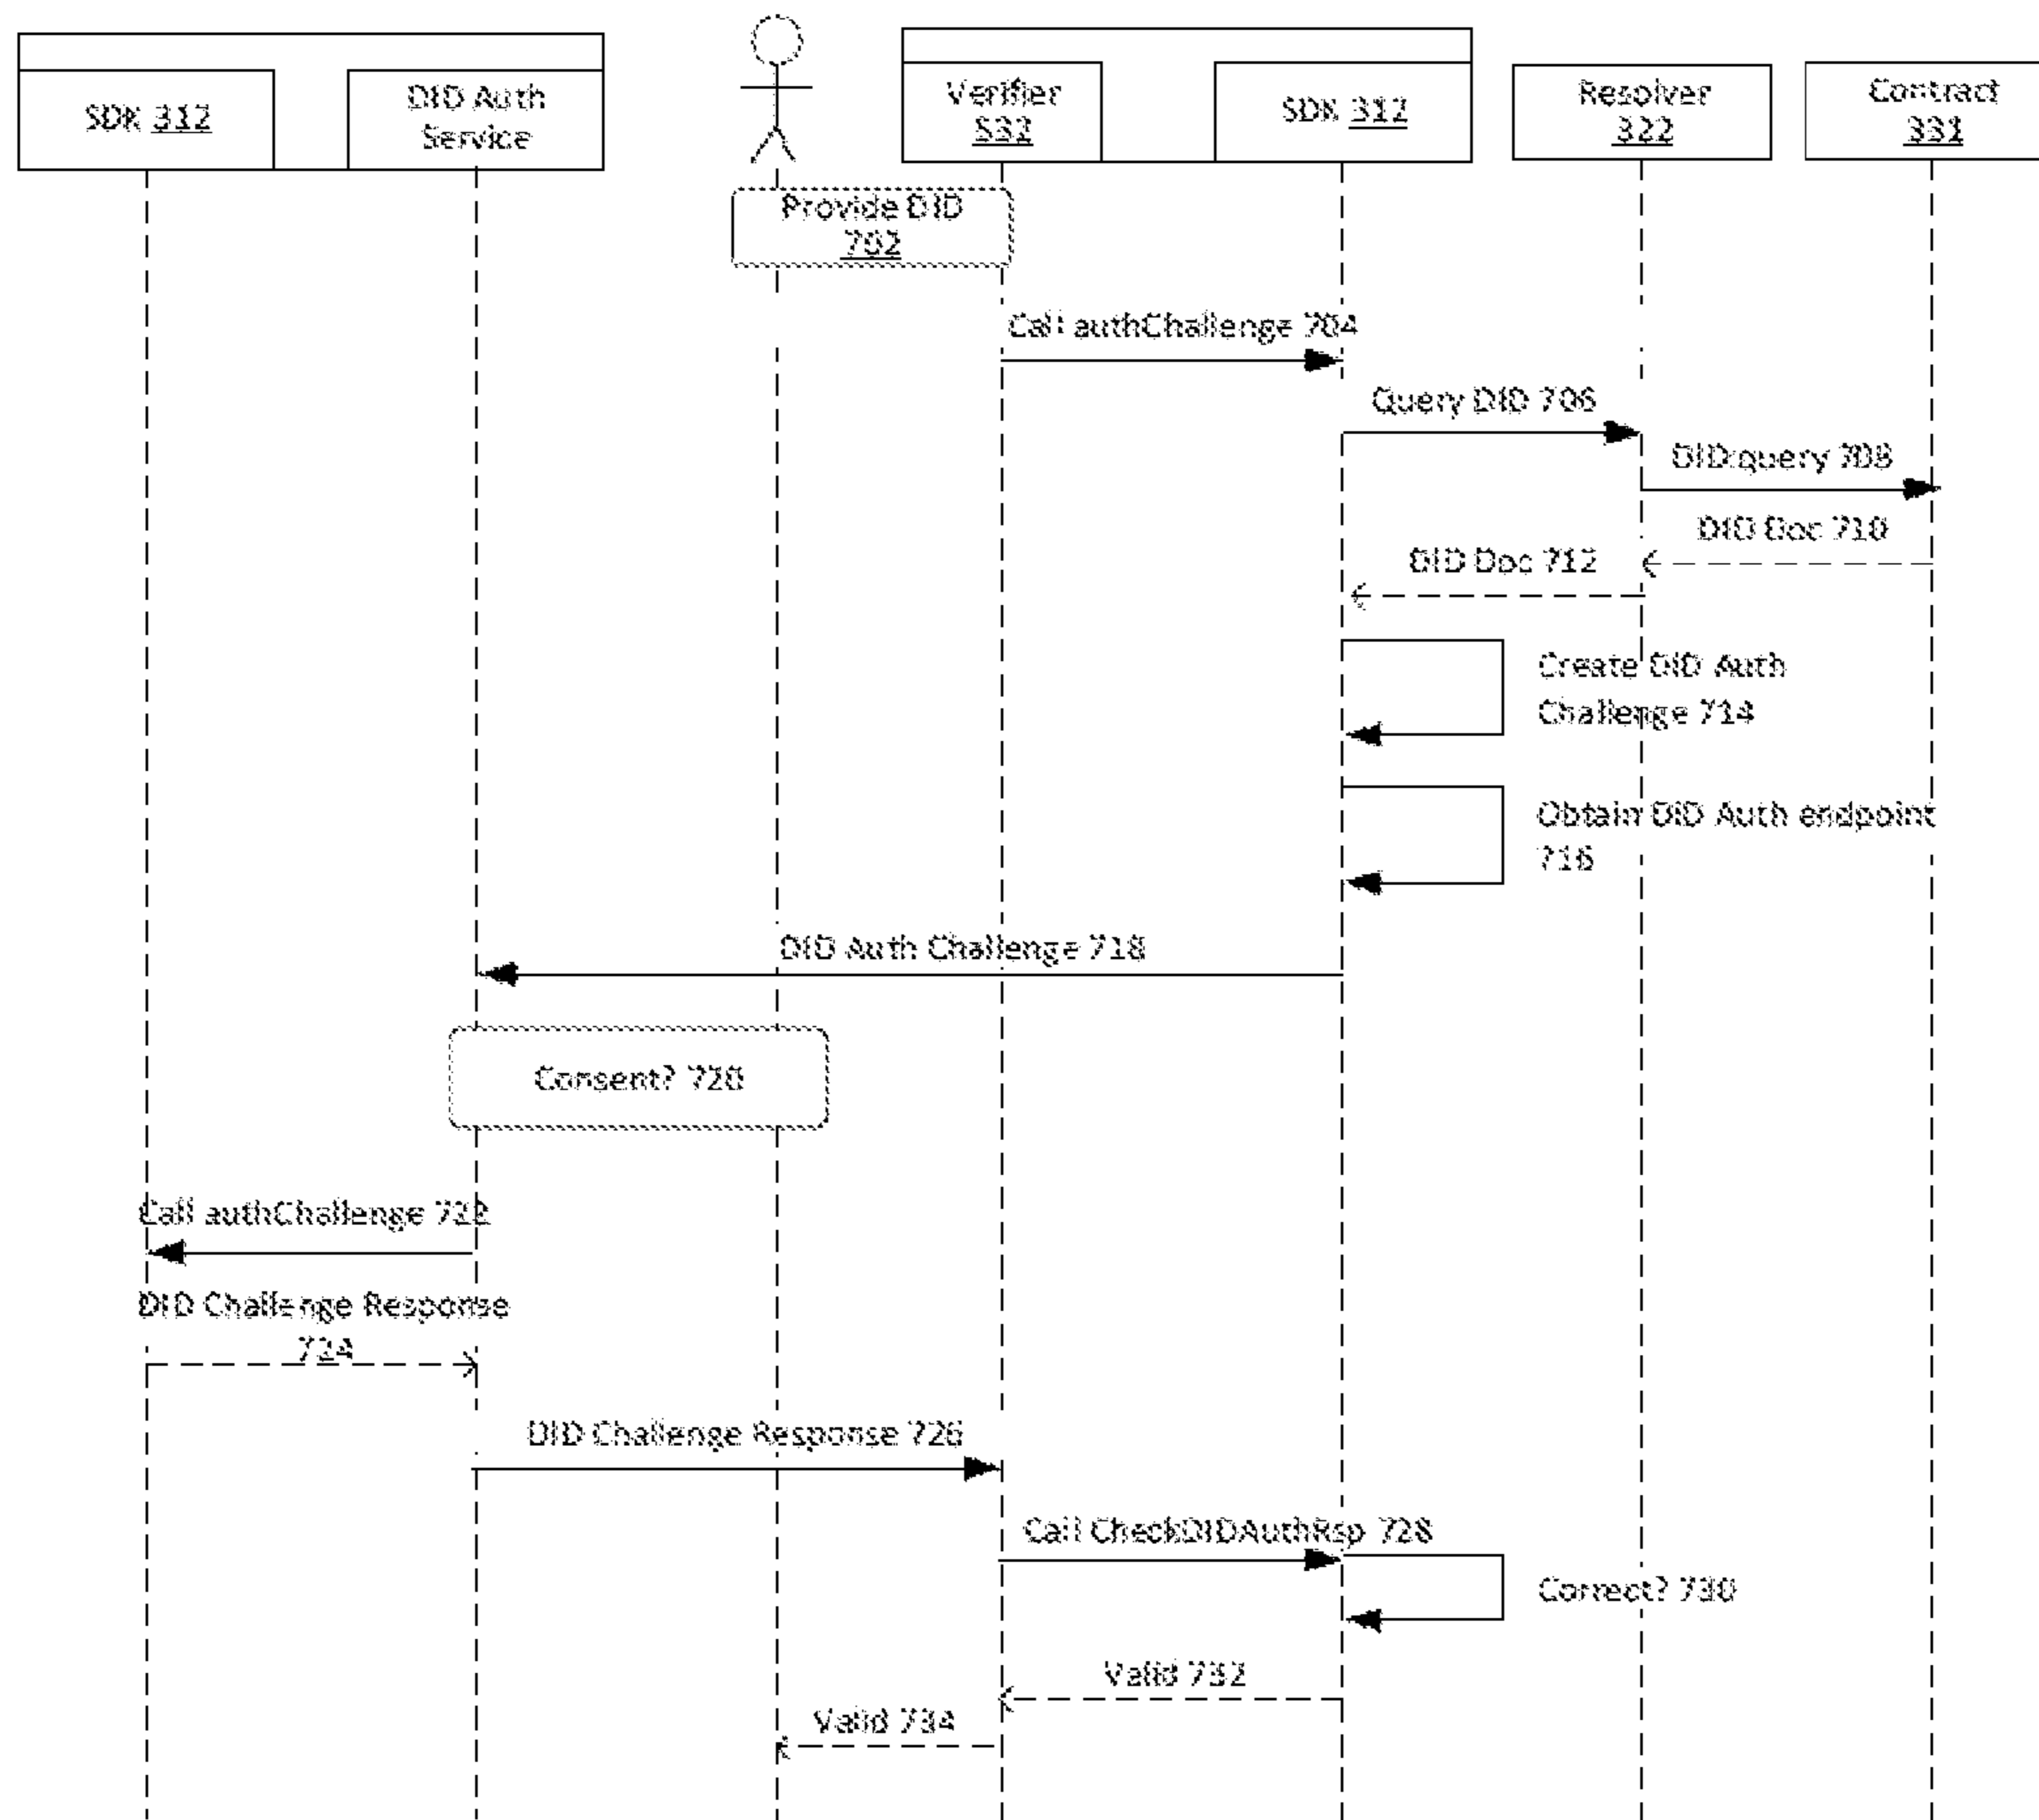 SDK 312
DID Auth
Service
Verifier
532
SDK 312
Resolver
322
Contract
331
Provide DID
702
Call authChallenge 704
Query DID 706
DID:query 708
DID Doc 710
DID Doc 712
Create DID Auth
Challenge 714
Obtain DID Auth endpoint
716
DID Auth Challenge 718
Consent? 720
Call authChallenge 722
DID Challenge Response
724
DID Challenge Response 726
Call CheckDIDAuthRsp 728
Correct? 730
Valid 732
Valid 734